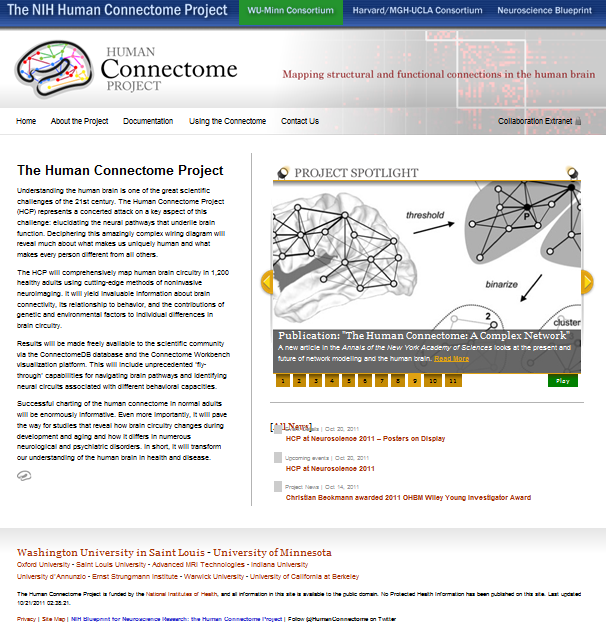 The NIH Human Connectome Project
WU-Minn Consortium
Harvard/MGH-UCLA Consortium
Neuroscience Blueprint
HUMAN
Connectome
PROJECT
Mapping structural and functional connections in the human brain
Home
About the Project
Documentation
Using the Connectome
Contact Us
Collaboration Extranet
The Human Connectome Project
Understanding the human brain is one of the great scientific
challenges of the 21st century. The Human Connectome Project
(HCP) represents a concerted attack on a key aspect of this
challenge: elucidating the neural pathways that underlie brain
function. Deciphering this amazingly complex wiring diagram will
reveal much about what makes us uniquely human and what
makes every person different from all others.
The HCP will comprehensively map human brain circuitry in 1,200
healthy adults using cutting-edge methods of noninvasive
neuroimaging. It will yield invaluable information about brain
connectivity, its relationship to behavior, and the contributions of
genetic and environmental factors to individual differences in
brain circuitry.
Results will be made freely available to the scientific community
via the ConnectomeDB database and the Connectome Workbench
visualization platform. This will include unprecedented 'fly-
through' capabilities for navigating brain pathways and identifying
neural circuits associated with different behavioral capacities.
Successful charting of the human connectome in normal adults
will be enormously informative. Even more importantly, it will pave
the way for studies that reveal how brain circuitry changes during
development and aging and how it differs in numerous
neurological and psychiatric disorders. In short, it will transform
our understanding of the human brain in health and disease.
PROJECT SPOTLIGHT
threshold
P
binarize
2
cluster
Publication: "The Human Connectome: A Complex Network"
A new article in the Annals of the New York Academy of Sciences looks at the present and
future of network modeling and the human brain. Read More
1 2 3 4 5 6 7 8 9 10 11
Play
[All News]
| Oct 20, 2011
HCP at Neuroscience 2011 – Posters on Display
Upcoming events | Oct 20, 2011
HCP at Neuroscience 2011
Project News | Oct 14, 2011
Christian Beckmann awarded 2011 OHBM Wiley Young Investigator Award
Washington University in Saint Louis - University of Minnesota
Oxford University - Saint Louis University - Advanced MRI Technologies - Indiana University
University d'Annunzio - Ernst Strungmann Institute - Warwick University - University of California at Berkeley
The Human Connectome Project is funded by the National Institutes of Health, and all information in this site is available to the public domain. No Protected Health Information has been published on this site. Last updated
10/21/2011 02:38:21.
Privacy | Site Map | NIH Blueprint for Neuroscience Research: the Human Connectome Project | Follow @HumanConnectome on Twitter